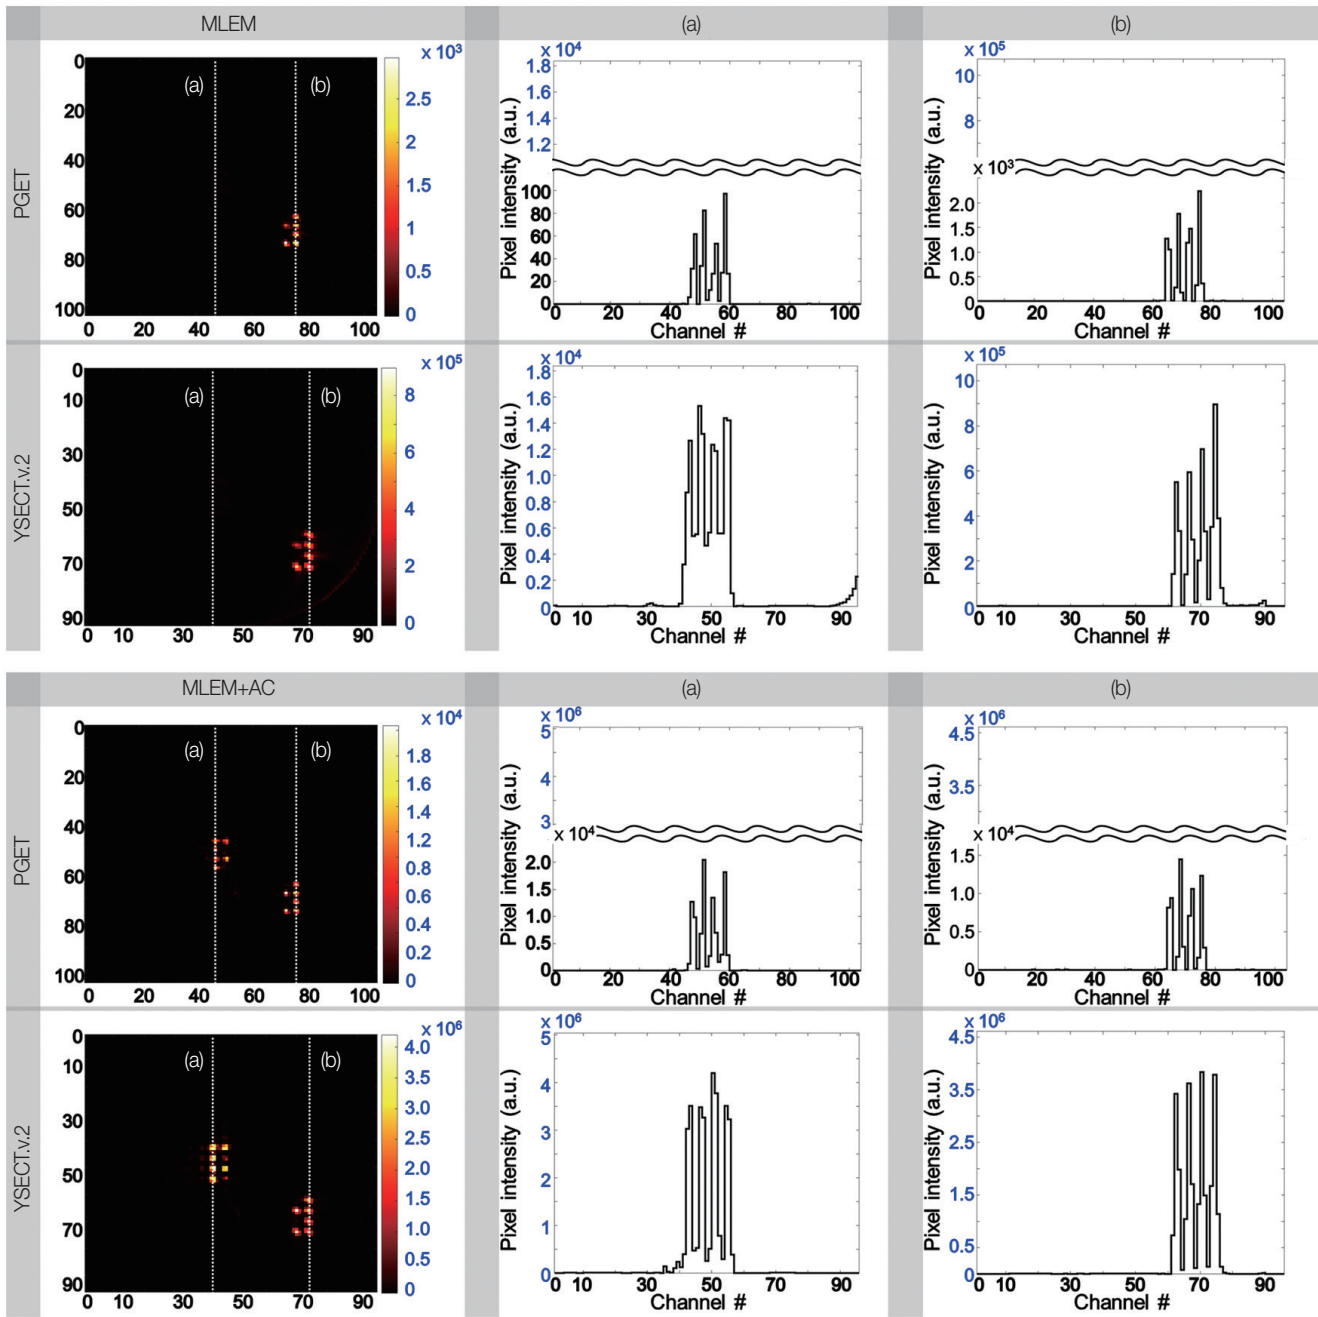 MLEM (a) (b)
PGET
x 10³
0
20
40
60
80
100
0 20 40 60 80 100
(a) (b)
2.5
2
1.5
1
0.5
0
x 10⁴
Pixel intensity (a.u.)
1.8
1.6
1.4
1.2
100
80
60
40
20
0
0 20 40 60 80 100
Channel #
x 10⁵
Pixel intensity (a.u.)
10
8
x 10³
2.0
1.5
1.0
0.5
0
0 20 40 60 80 100
Channel #
YSECT.v.2
x 10⁵
0
10
30
50
70
90
0 10 30 50 70 90
(a) (b)
8
6
4
2
0
x 10⁴
Pixel intensity (a.u.)
1.8
1.6
1.4
1.2
1.0
0.8
0.6
0.4
0.2
0
10 30 50 70 90
Channel #
x 10⁵
Pixel intensity (a.u.)
10
8
6
4
2
0
10 30 50 70 90
Channel #
MLEM+AC (a) (b)
PGET
x 10⁴
0
20
40
60
80
100
0 20 40 60 80 100
(a) (b)
1.8
1.6
1.4
1.2
1.0
0.8
0.6
0.4
0.2
0
x 10⁶
Pixel intensity (a.u.)
5
4
3
x 10⁴
2.0
1.5
1.0
0.5
0
0 20 40 60 80 100
Channel #
x 10⁶
Pixel intensity (a.u.)
4.5
3.5
x 10⁴
1.5
1.0
0.5
0
0 20 40 60 80 100
Channel #
YSECT.v.2
x 10⁶
0
10
30
50
70
90
0 10 30 50 70 90
(a) (b)
4.0
3.5
3.0
2.5
2.0
1.5
1.0
0.5
0
x 10⁶
Pixel intensity (a.u.)
5
4
3
2
1
0
10 30 50 70 90
Channel #
x 10⁶
Pixel intensity (a.u.)
4.5
3.5
2.5
1.5
0.5
0
10 30 50 70 90
Channel #